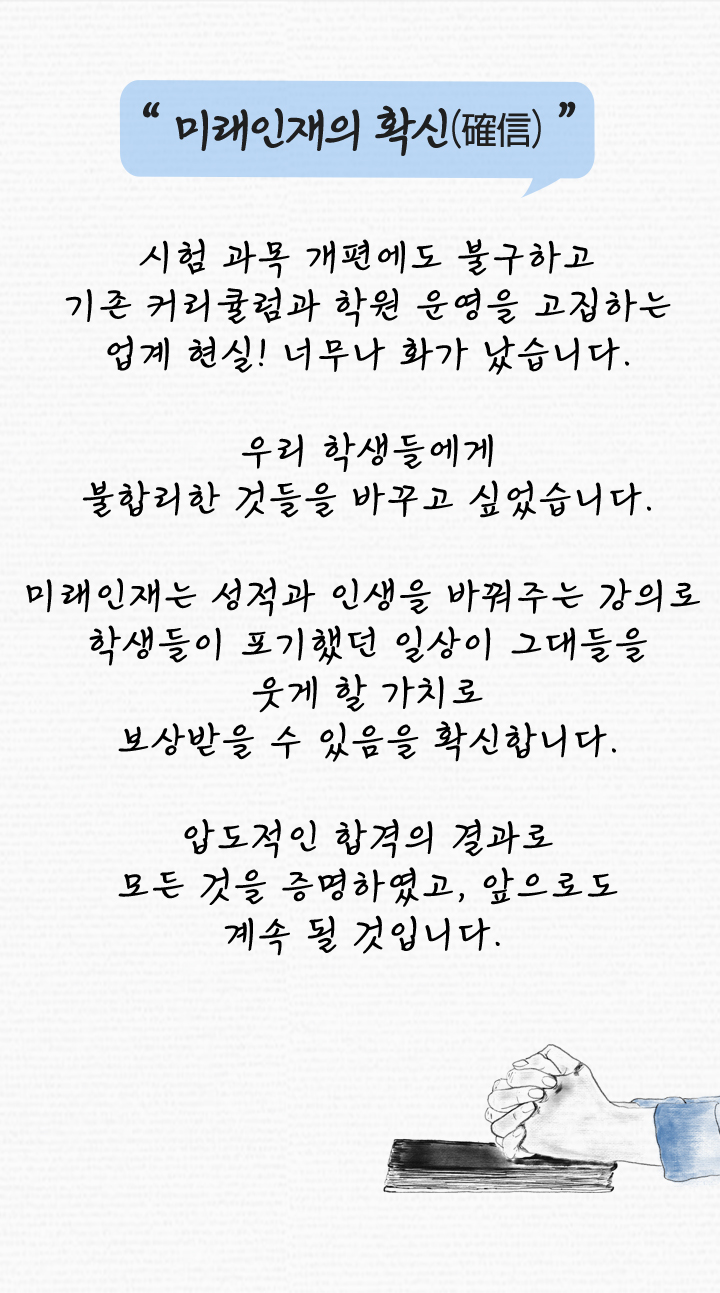 “ 미래인재의 확신(確信) ”
시험 과목 개편에도 불구하고
기존 커리큘럼과 학원 운영을 고집하는
업계 현실! 너무나 화가 났습니다.
우리 학생들에게
불합리한 것들을 바꾸고 싶었습니다.
미래인재는 성적과 인생을 바꿔주는 강의로
학생들이 포기했던 일상이 그대들을
웃게 할 가치로
보상받을 수 있음을 확신합니다.
압도적인 합격의 결과로
모든 것을 증명하였고, 앞으로도
계속 될 것입니다.